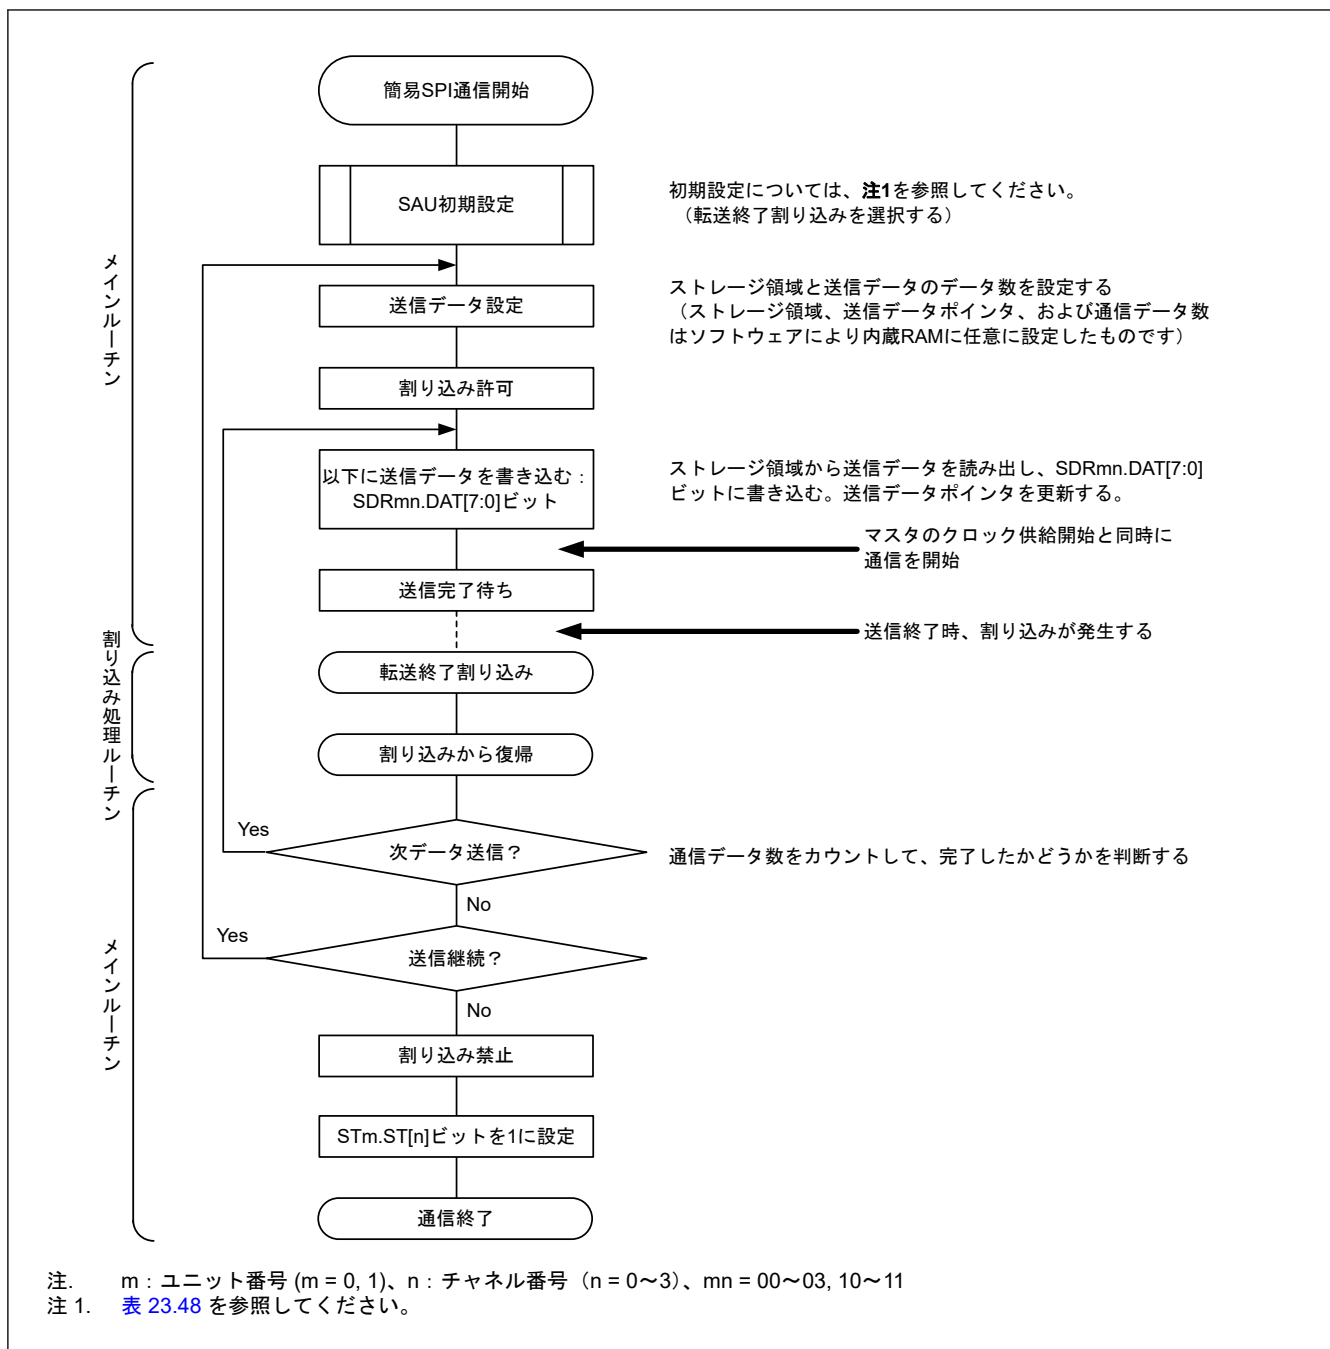 簡易SPI通信開始
SAU初期設定
初期設定については、注1を参照してください。
（転送終了割り込みを選択する）
メインルーチン
送信データ設定
ストレージ領域と送信データのデータ数を設定する
（ストレージ領域、送信データポインタ、および通信データ数
はソフトウェアにより内蔵RAMに任意に設定したものです）
割り込み許可
以下に送信データを書き込む：
SDRmn.DAT[7:0]ビット
ストレージ領域から送信データを読み出し、SDRmn.DAT[7:0]
ビットに書き込む。送信データポインタを更新する。
マスタのクロック供給開始と同時に
通信を開始
送信完了待ち
送信終了時、割り込みが発生する
割り込み処理ルーチン
転送終了割り込み
割り込みから復帰
Yes
次データ送信？
通信データ数をカウントして、完了したかどうかを判断する
No
Yes
送信継続？
メインルーチン
No
割り込み禁止
STm.ST[n]ビットを1に設定
通信終了
注. m：ユニット番号 (m = 0, 1)、n：チャネル番号（n = 0～3）、mn = 00～03, 10～11
注 1. 表 23.48 を参照してください。